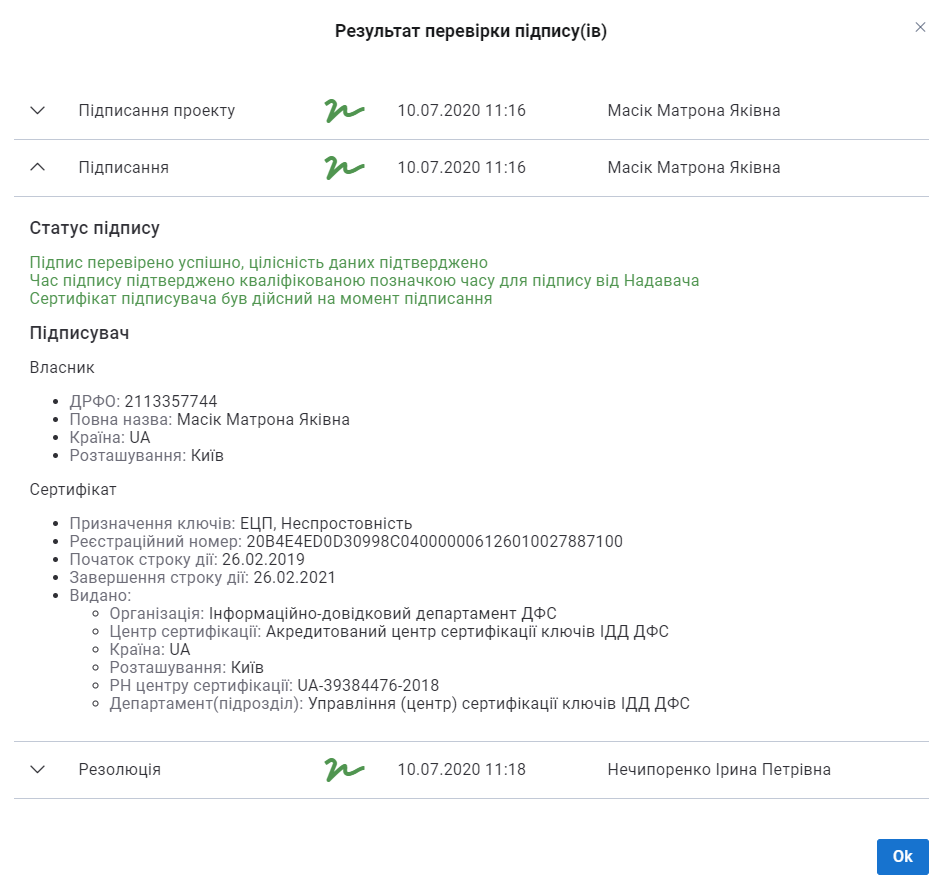 Результат перевірки підпису(ів)
Підписання проекту 10.07.2020 11:16 Масік Матрона Яківна
Підписання 10.07.2020 11:16 Масік Матрона Яківна
Статус підпису
Підпис перевірено успішно, цілісність даних підтверджено
Час підпису підтверджено кваліфікованою позначкою часу для підпису від Надавача
Сертифікат підписувача був дійсний на момент підписання
Підписувач
Власник
ДРФО: 2113357744
Повна назва: Масік Матрона Яківна
Країна: UA
Розташування: Київ
Сертифікат
Призначення ключів: ЕЦП, Неспростовність
Реєстраційний номер: 20B4E4ED0D30998C040000006126010027887100
Початок строку дії: 26.02.2019
Завершення строку дії: 26.02.2021
Видано:
Організація: Інформаційно-довідковий департамент ДФС
Центр сертифікації: Акредитований центр сертифікації ключів ІДД ДФС
Країна: UA
Розташування: Київ
РН центру сертифікації: UA-39384476-2018
Департамент(підрозділ): Управління (центр) сертифікації ключів ІДД ДФС
Резолюція 10.07.2020 11:18 Нечипоренко Ірина Петрівна
Ok